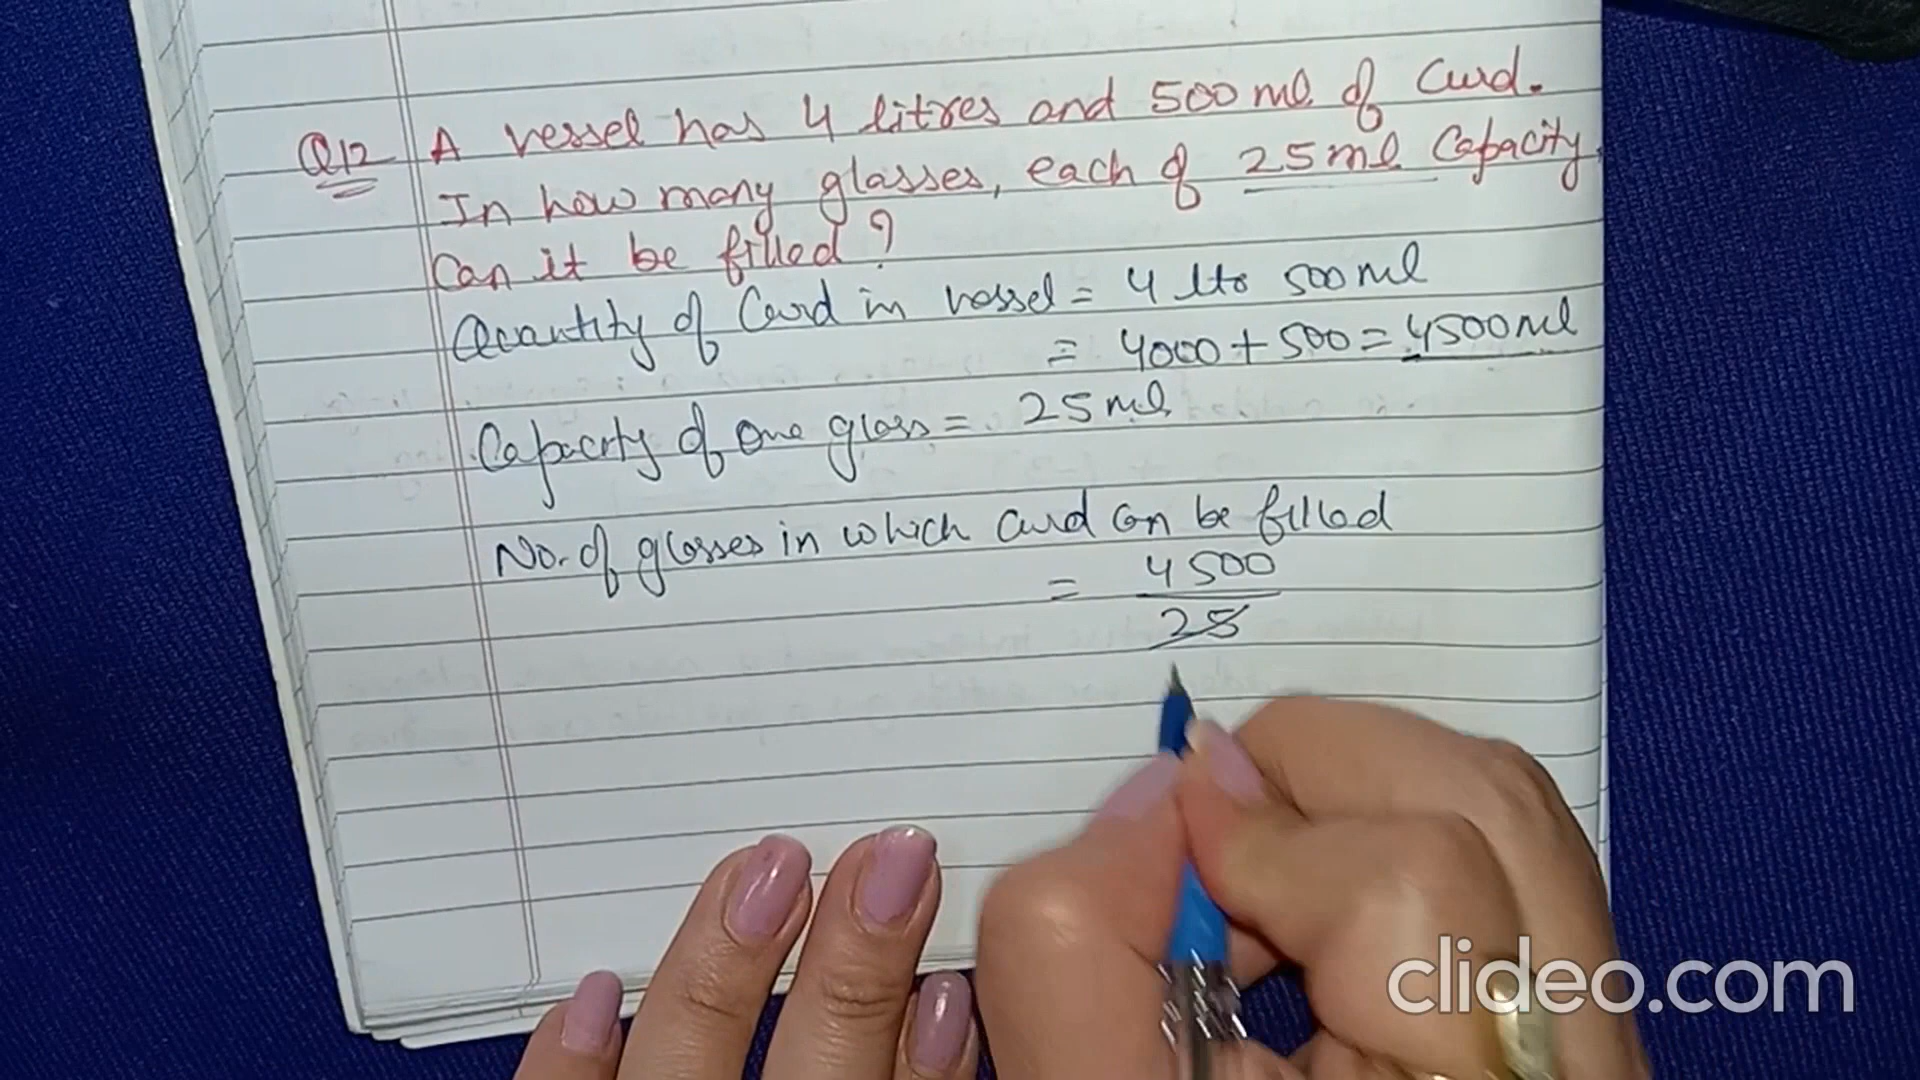 Q12 A vessel has 4 litres and 500 ml of Curd.
In how many glasses, each of 25 ml Capacity,
Can it be filled?
Quantity of Curd in vessel = 4 ltr 500 ml
= 4000 + 500 = 4500 ml
Capacity of one glass = 25 ml
No. of glasses in which curd can be filled
= 4500
25
clideo.com